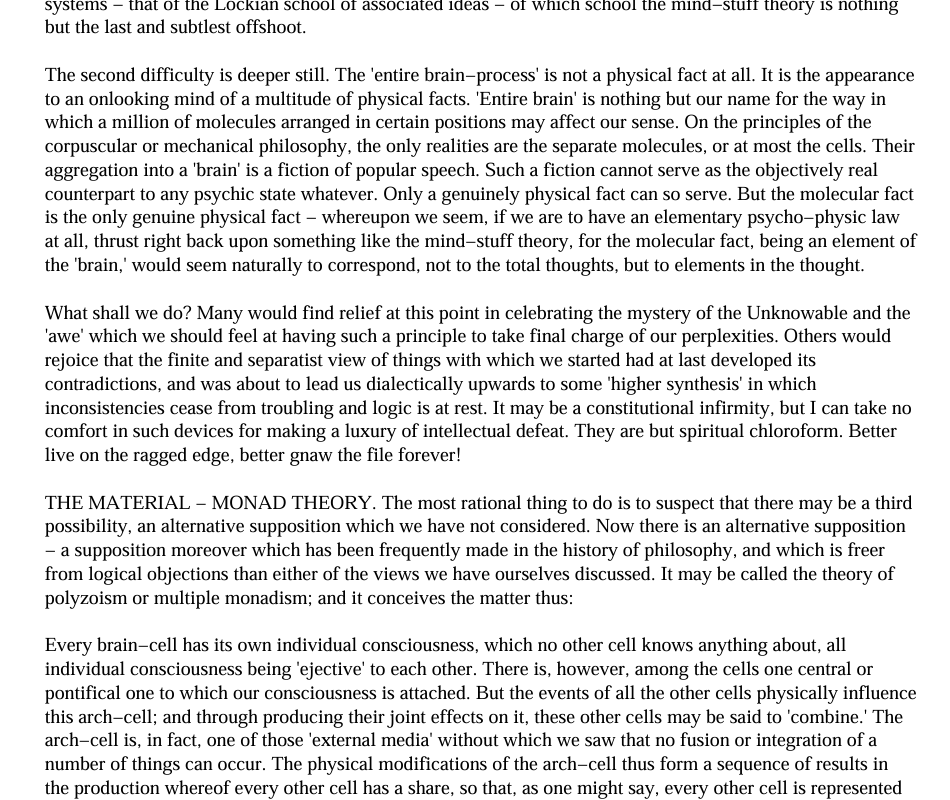 systems − that of the Lockian school of associated ideas − of which school the mind−stuff theory is nothing
but the last and subtlest offshoot.
The second difficulty is deeper still. The 'entire brain−process' is not a physical fact at all. It is the appearance
to an onlooking mind of a multitude of physical facts. 'Entire brain' is nothing but our name for the way in
which a million of molecules arranged in certain positions may affect our sense. On the principles of the
corpuscular or mechanical philosophy, the only realities are the separate molecules, or at most the cells. Their
aggregation into a 'brain' is a fiction of popular speech. Such a fiction cannot serve as the objectively real
counterpart to any psychic state whatever. Only a genuinely physical fact can so serve. But the molecular fact
is the only genuine physical fact − whereupon we seem, if we are to have an elementary psycho−physic law
at all, thrust right back upon something like the mind−stuff theory, for the molecular fact, being an element of
the 'brain,' would seem naturally to correspond, not to the total thoughts, but to elements in the thought.
What shall we do? Many would find relief at this point in celebrating the mystery of the Unknowable and the
'awe' which we should feel at having such a principle to take final charge of our perplexities. Others would
rejoice that the finite and separatist view of things with which we started had at last developed its
contradictions, and was about to lead us dialectically upwards to some 'higher synthesis' in which
inconsistencies cease from troubling and logic is at rest. It may be a constitutional infirmity, but I can take no
comfort in such devices for making a luxury of intellectual defeat. They are but spiritual chloroform. Better
live on the ragged edge, better gnaw the file forever!
THE MATERIAL − MONAD THEORY. The most rational thing to do is to suspect that there may be a third
possibility, an alternative supposition which we have not considered. Now there is an alternative supposition
− a supposition moreover which has been frequently made in the history of philosophy, and which is freer
from logical objections than either of the views we have ourselves discussed. It may be called the theory of
polyzoism or multiple monadism; and it conceives the matter thus:
Every brain−cell has its own individual consciousness, which no other cell knows anything about, all
individual consciousness being 'ejective' to each other. There is, however, among the cells one central or
pontifical one to which our consciousness is attached. But the events of all the other cells physically influence
this arch−cell; and through producing their joint effects on it, these other cells may be said to 'combine.' The
arch−cell is, in fact, one of those 'external media' without which we saw that no fusion or integration of a
number of things can occur. The physical modifications of the arch−cell thus form a sequence of results in
the production whereof every other cell has a share, so that, as one might say, every other cell is represented